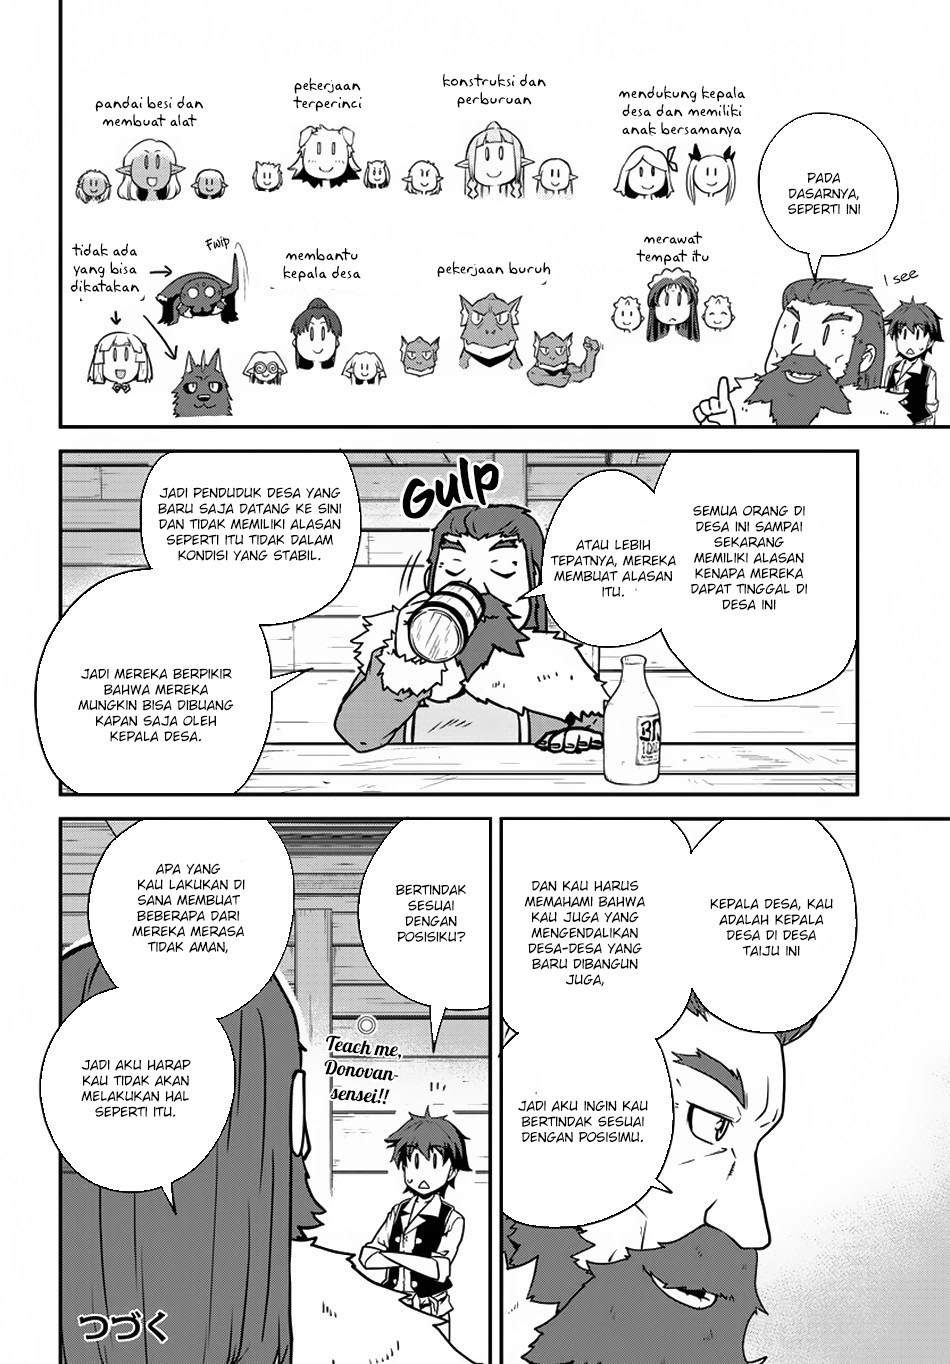 PADA
DASARNYA,
SEPERTI INI
I see
mendukung kepala
desa dan memiliki
anak bersamanya
konstruksi dan
perburuan
pekerjaan
terperinci
pandai besi dan
membuat alat
merawat
tempat itu
pekerjaan buruh
membantu
kepala desa
Fwip
tidak ada
yang bisa
dikatakan
SEMUA ORANG DI
DESA INI SAMPAI
SEKARANG
MEMILIKI ALASAN
KENAPA MEREKA
DAPAT TINGGAL DI
DESA INI
ATAU LEBIH
TEPATNYA, MEREKA
MEMBUAT ALASAN
ITU.
Gulp
JADI PENDUDUK DESA YANG
BARU SAJA DATANG KE SINI
DAN TIDAK MEMILIKI ALASAN
SEPERTI ITU TIDAK DALAM
KONDISI YANG STABIL.
JADI MEREKA BERPIKIR
BAHWA MEREKA
MUNGKIN BISA DIBUANG
KAPAN SAJA OLEH
KEPALA DESA.
KEPALA DESA, KAU
ADALAH KEPALA
DESA DI DESA
TAIJU INI
DAN KAU HARUS
MEMAHAMI BAHWA
KAU JUGA YANG
MENGENDALIKAN
DESA-DESA YANG
BARU DIBANGUN
JUGA,
JADI AKU INGIN KAU
BERTINDAK SESUAI
DENGAN POSISIMU.
BERTINDAK
SESUAI
DENGAN
POSISIKU?
Teach me,
Donovan-
sensei!!
APA YANG
KAU LAKUKAN DI
SANA MEMBUAT
BEBERAPA DARI
MEREKA MERASA
TIDAK AMAN,
JADI AKU HARAP
KAU TIDAK AKAN
MELAKUKAN HAL
SEPERTI ITU.
つづく